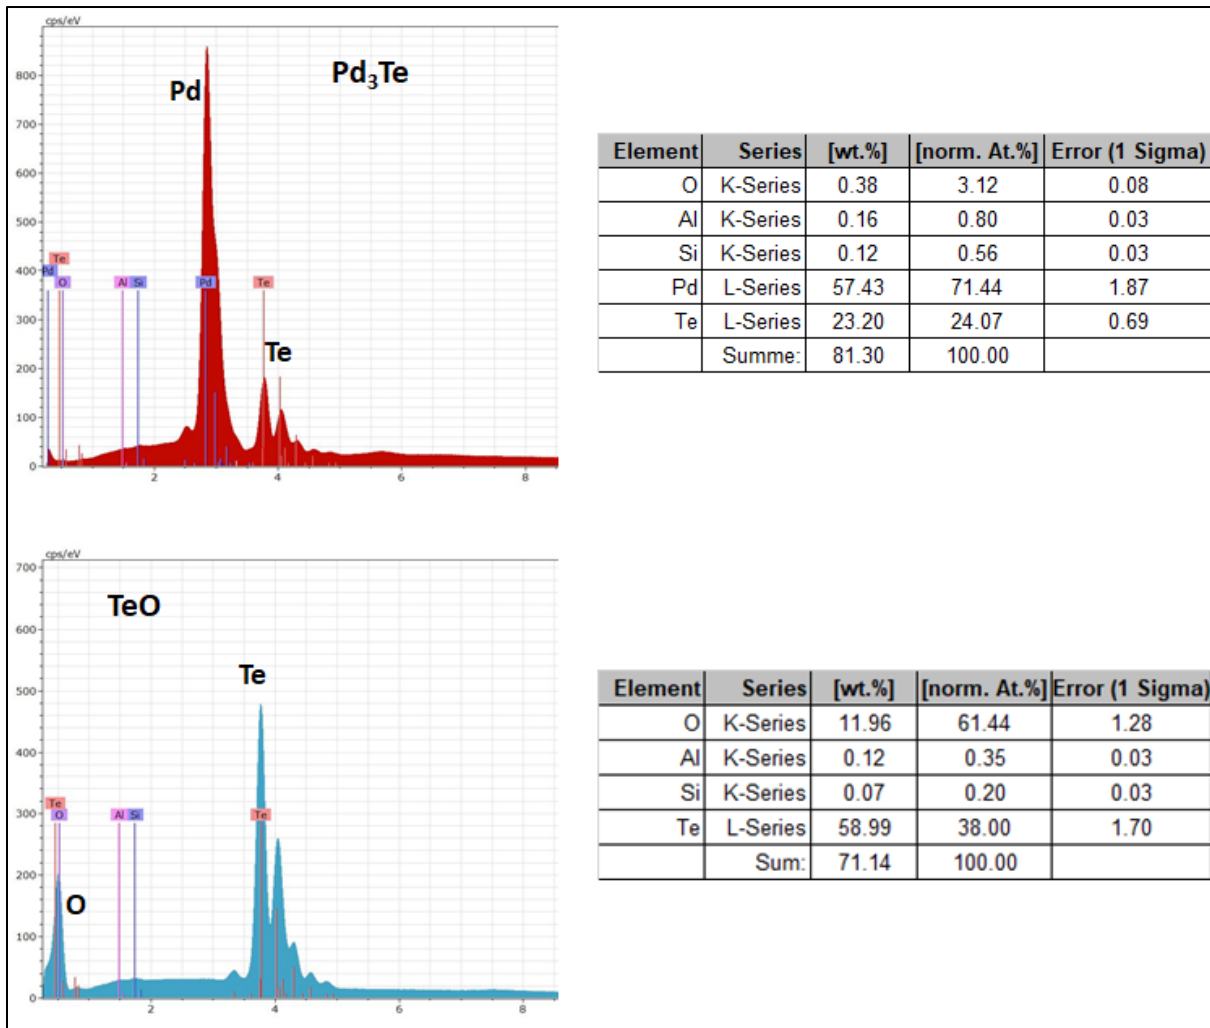 cps/eV
Pd₃Te
Pd
800
700
600
500
400
300
200
100
0
Te
Pd
O
Al
Si
Pd
Te
Te
2
4
6
8
Element Series [wt.%] [norm. At.%] Error (1 Sigma)
O K-Series 0.38 3.12 0.08
Al K-Series 0.16 0.80 0.03
Si K-Series 0.12 0.56 0.03
Pd L-Series 57.43 71.44 1.87
Te L-Series 23.20 24.07 0.69
Summe: 81.30 100.00
cps/eV
TeO
Te
700
600
500
400
300
200
100
0
Te
O
Al
Si
Te
O
2
4
6
8
Element Series [wt.%] [norm. At.%] Error (1 Sigma)
O K-Series 11.96 61.44 1.28
Al K-Series 0.12 0.35 0.03
Si K-Series 0.07 0.20 0.03
Te L-Series 58.99 38.00 1.70
Sum: 71.14 100.00